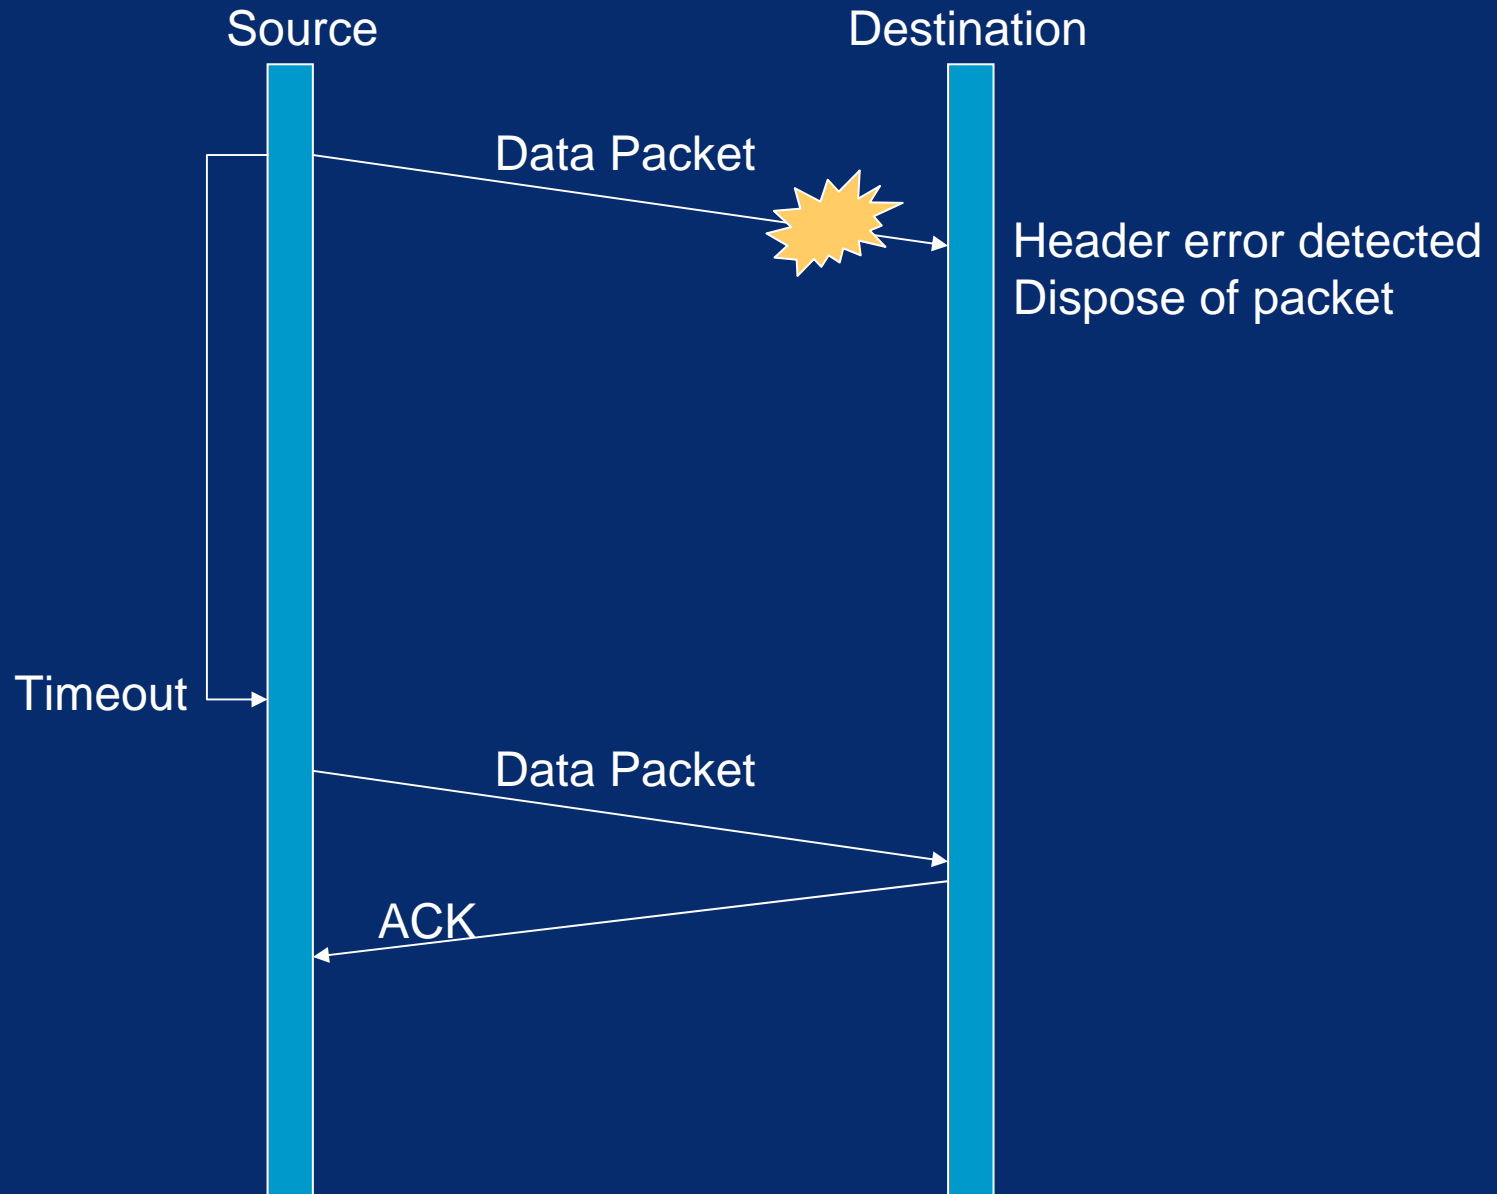 Source
Destination
Data Packet
Header error detected
Dispose of packet
Timeout
Data Packet
ACK